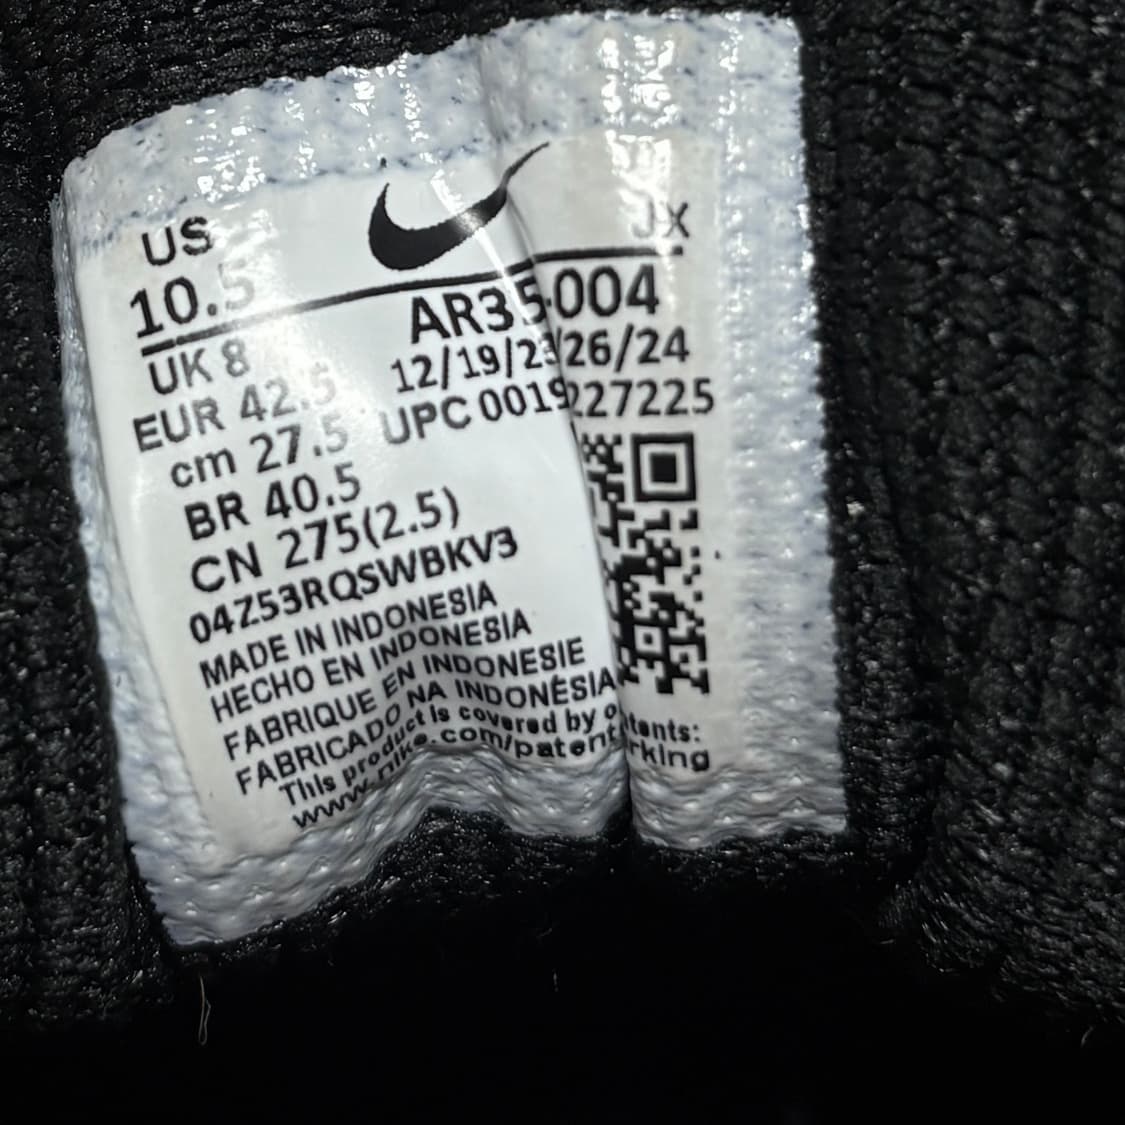 JX
US
10.5
AR35 004
UK 8
12/19/23 /26/24
EUR 42.5
UPC 0019 227225
cm 27.5
BR 40.5
CN 275(2.5)
04Z53RQSWBKV3
MADE IN INDONESIA
HECHO EN INDONESIA
FABRIQUE EN INDONESIE
FABRICADO NA INDONÉSIA
This product is covered by
www.nike.com/patent rking